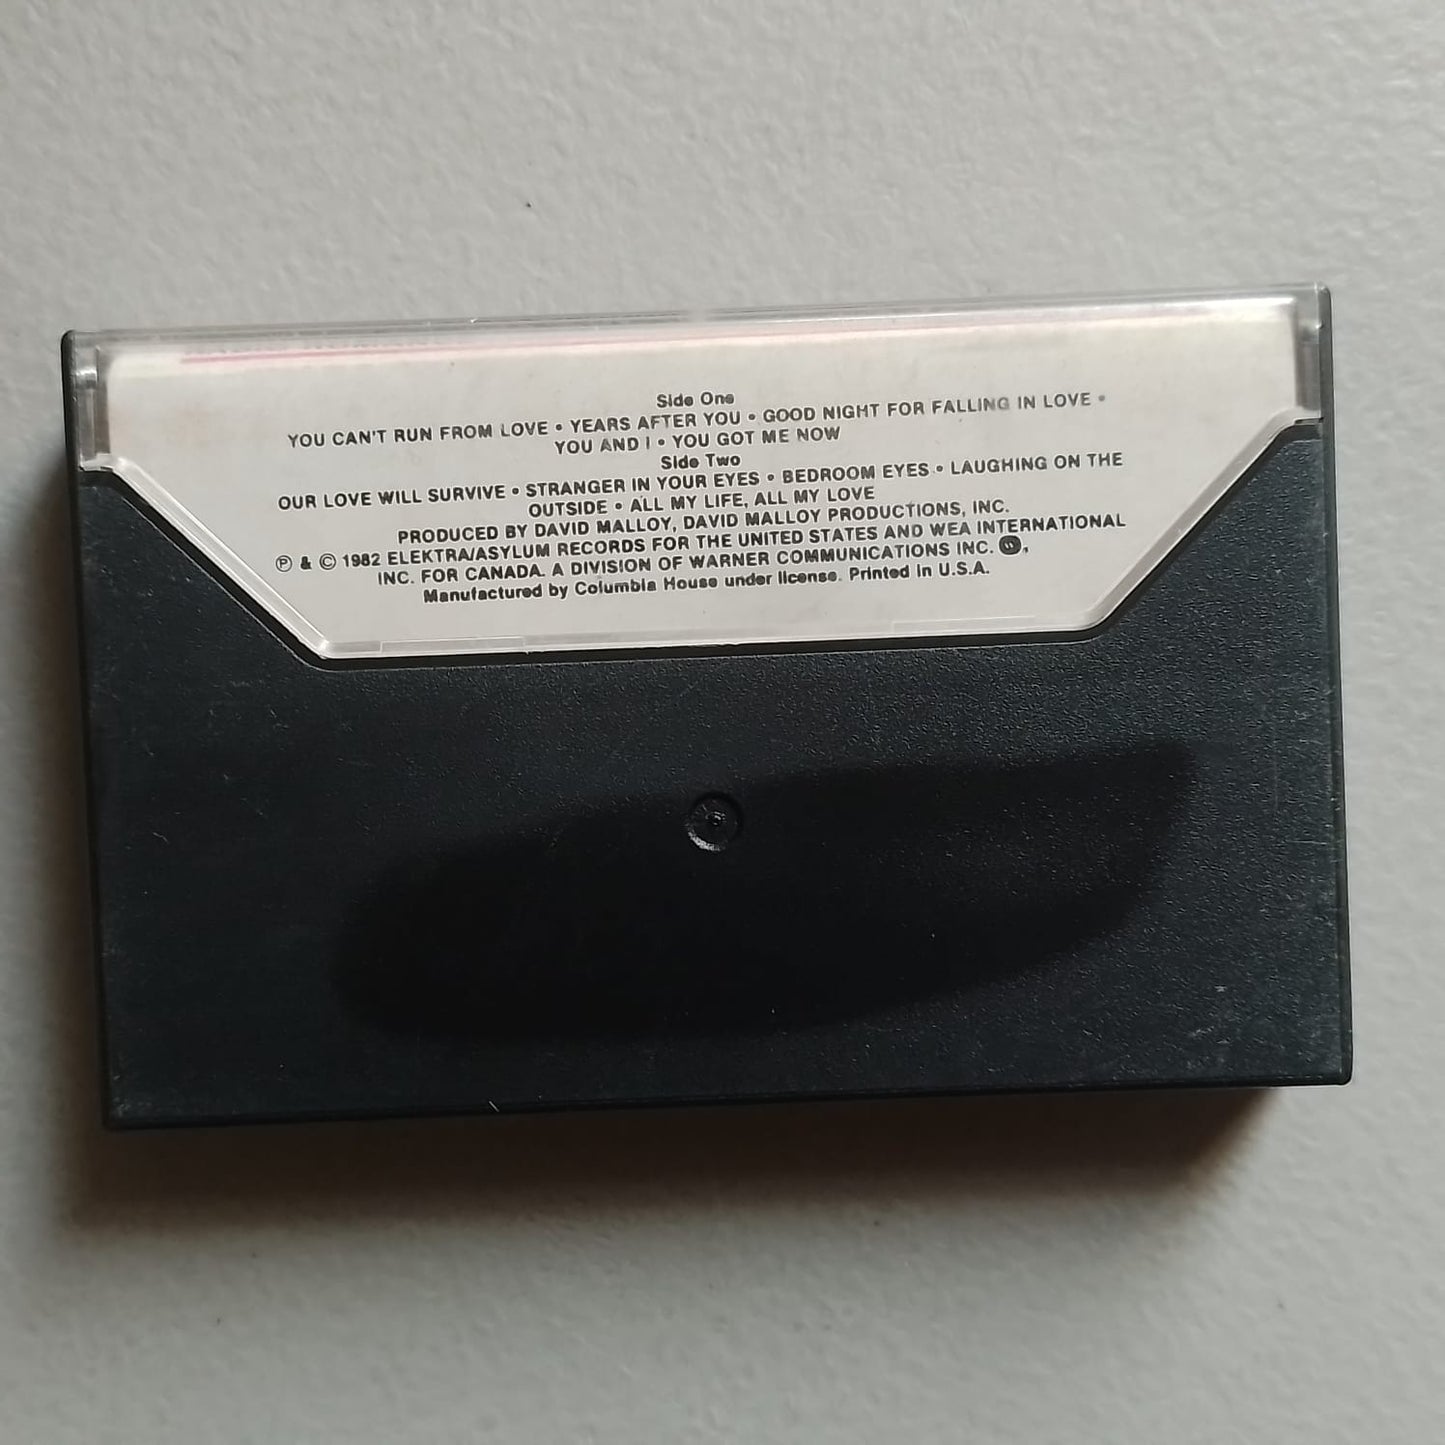 Side One
YOU CAN'T RUN FROM LOVE • YEARS AFTER YOU • GOOD NIGHT FOR FALLING IN LOVE •
YOU AND I • YOU GOT ME NOW
Side Two
OUR LOVE WILL SURVIVE • STRANGER IN YOUR EYES • BEDROOM EYES • LAUGHING ON THE
OUTSIDE • ALL MY LIFE, ALL MY LOVE
PRODUCED BY DAVID MALLOY, DAVID MALLOY PRODUCTIONS, INC.
℗ & © 1982 ELEKTRA/ASYLUM RECORDS FOR THE UNITED STATES AND WEA INTERNATIONAL
INC. FOR CANADA. A DIVISION OF WARNER COMMUNICATIONS INC.
Manufactured by Columbia House under license. Printed in U.S.A.